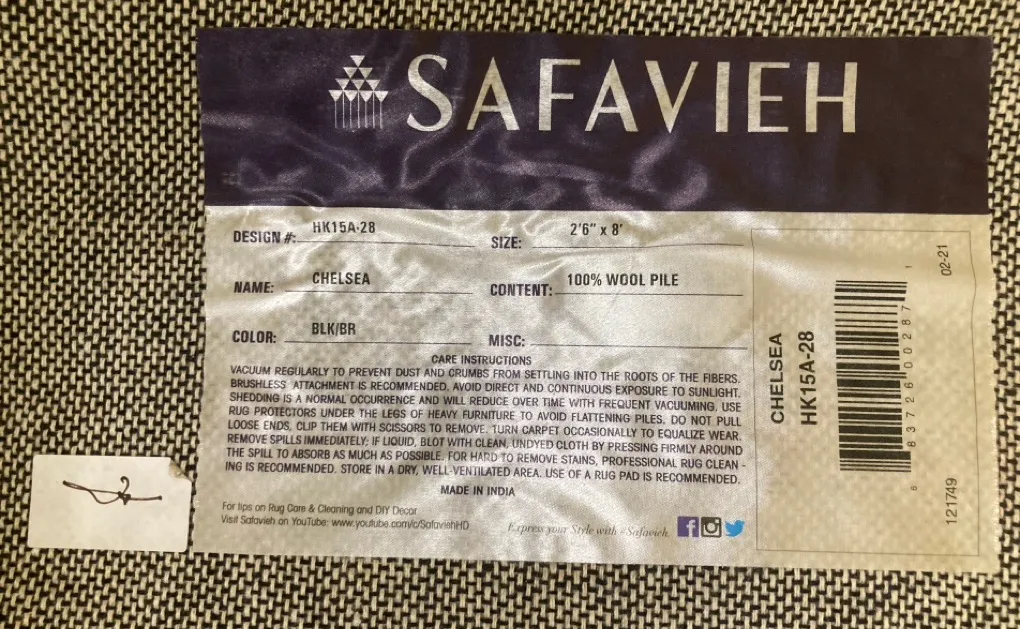 SAFAVIEH
DESIGN #: HK15A-28
SIZE: 2'6" x 8'
NAME: CHELSEA
CONTENT: 100% WOOL PILE
COLOR: BLK/BR
MISC:
CARE INSTRUCTIONS
VACUUM REGULARLY TO PREVENT DUST AND CRUMBS FROM SETTLING INTO THE ROOTS OF THE FIBERS.
BRUSHLESS ATTACHMENT IS RECOMMENDED. AVOID DIRECT AND CONTINUOUS EXPOSURE TO SUNLIGHT.
SHEDDING IS A NORMAL OCCURRENCE AND WILL REDUCE OVER TIME WITH FREQUENT VACUUMING. USE
RUG PROTECTORS UNDER THE LEGS OF HEAVY FURNITURE TO AVOID FLATTENING PILES. DO NOT PULL
LOOSE ENDS, CLIP THEM WITH SCISSORS TO REMOVE. TURN CARPET OCCASIONALLY TO EQUALIZE WEAR.
REMOVE SPILLS IMMEDIATELY; IF LIQUID, BLOT WITH CLEAN, UNDYED CLOTH BY PRESSING FIRMLY AROUND
THE SPILL TO ABSORB AS MUCH AS POSSIBLE. FOR HARD TO REMOVE STAINS, PROFESSIONAL RUG CLEAN -
ING IS RECOMMENDED. STORE IN A DRY, WELL-VENTILATED AREA. USE OF A RUG PAD IS RECOMMENDED.
MADE IN INDIA
For tips on Rug Care & Cleaning and DIY Decor
Visit Safavieh on YouTube: www.youtube.com/c/SafaviehHD
Express your Style with #Safavieh.
CHELSEA
HK15A-28
6 83726 00287 1
02-21
121749